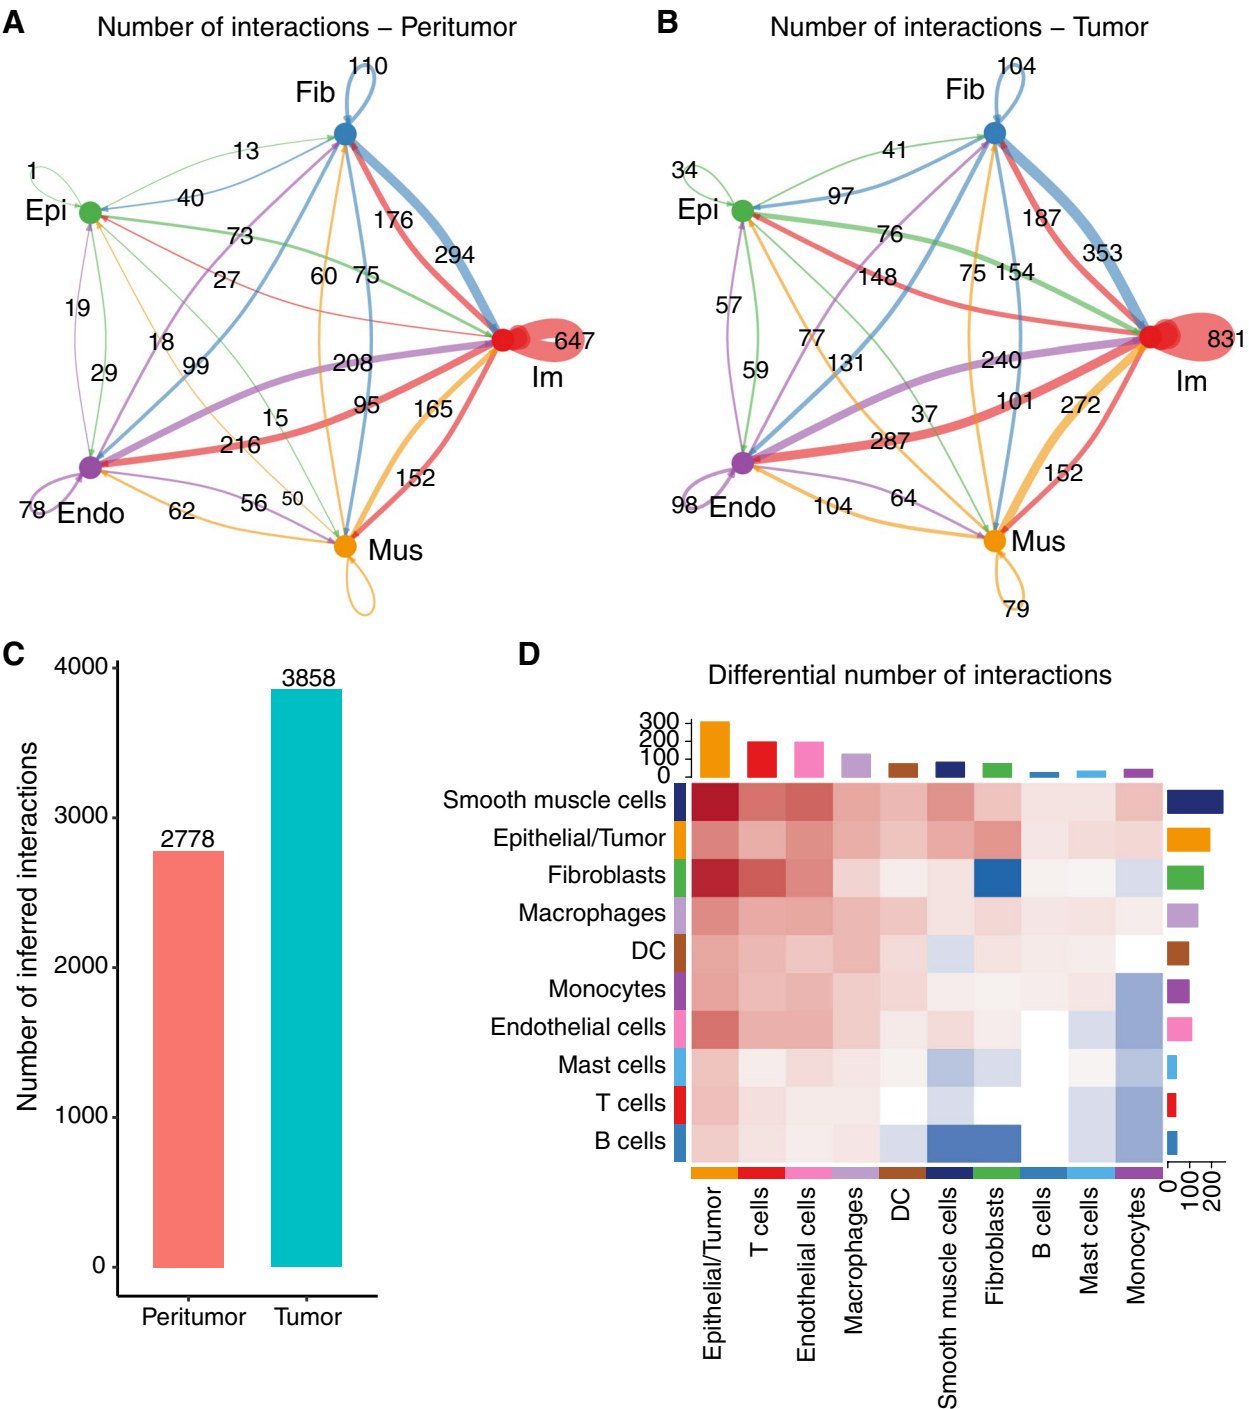 A
Number of interactions – Peritumor
110
Fib
13
1
40
Epi
176
73
294
27
60
75
19
18
647
208
29
99
Im
95
165
15
216
152
50
56
78
Endo
62
Mus
B
Number of interactions – Tumor
104
Fib
41
34
97
Epi
187
76
353
148
75
154
57
77
831
240
59
131
Im
101
272
37
287
152
64
98
Endo
104
Mus
79
C
4000
3000
2000
1000
0
Number of inferred interactions
2778
3858
Peritumor
Tumor
D
Differential number of interactions
300
200
100
0
Smooth muscle cells
Epithelial/Tumor
Fibroblasts
Macrophages
DC
Monocytes
Endothelial cells
Mast cells
T cells
B cells
0
100
200
Epithelial/Tumor
T cells
Endothelial cells
Macrophages
DC
Smooth muscle cells
Fibroblasts
B cells
Mast cells
Monocytes